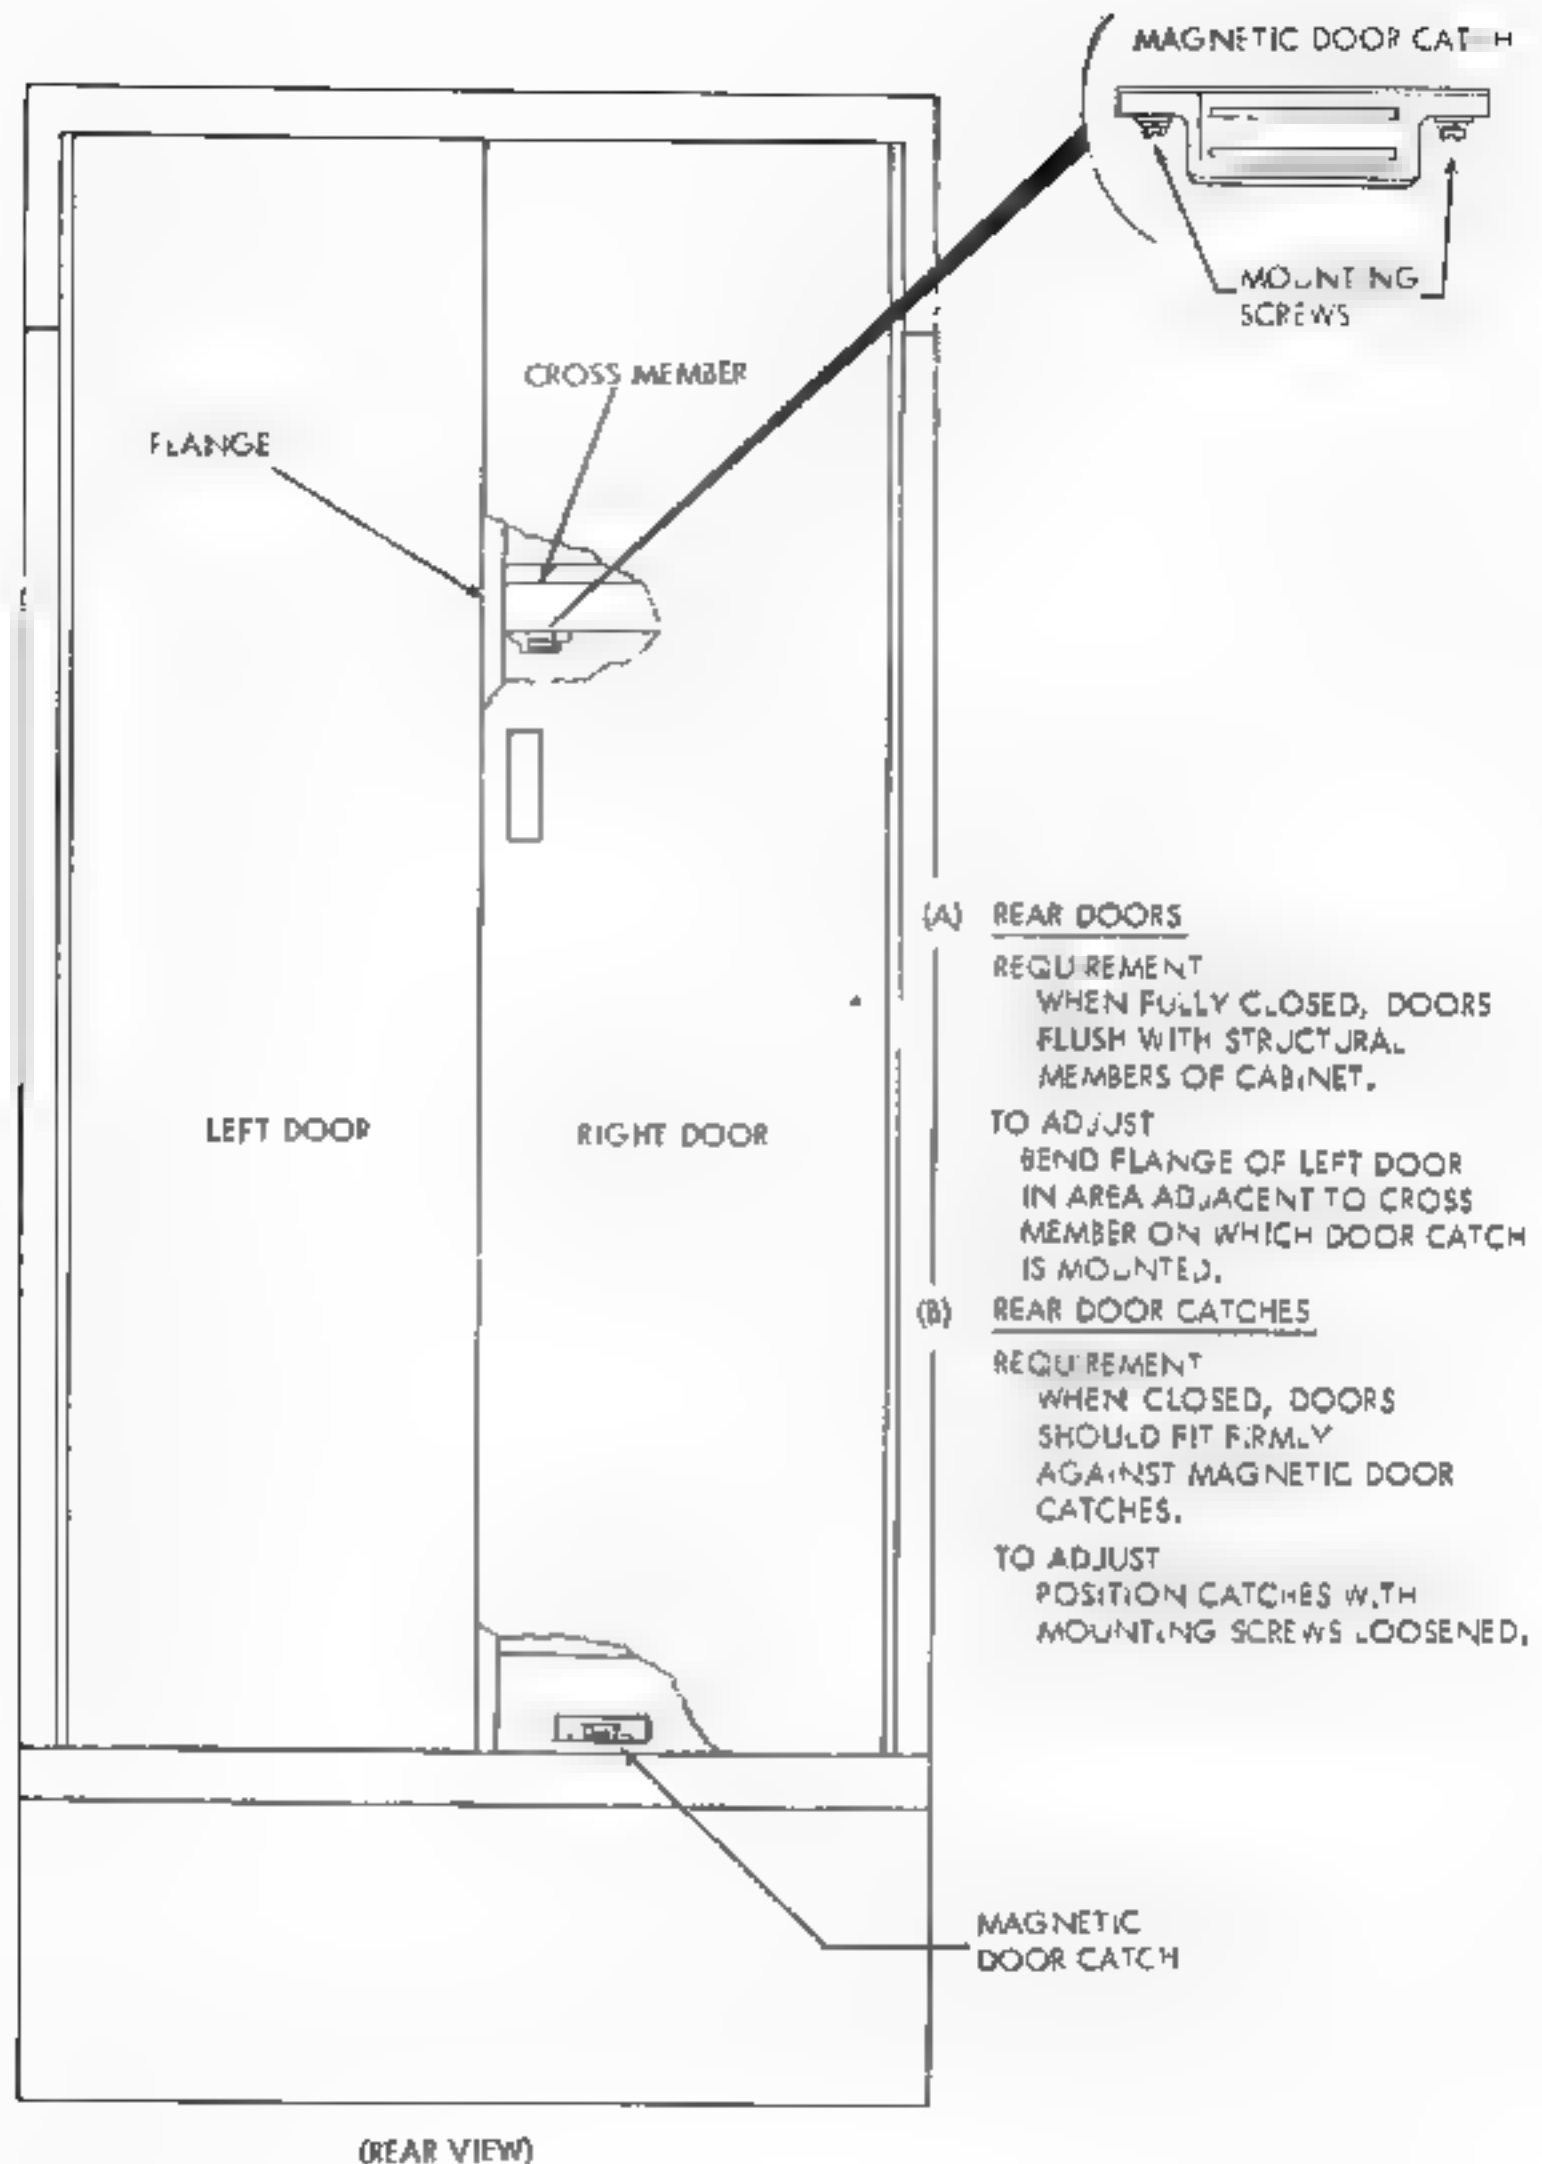 MAGNETIC DOOR CATCH
MOUNTING
SCREWS
CROSS MEMBER
FLANGE
(A) REAR DOORS
REQUIREMENT
WHEN FULLY CLOSED, DOORS
FLUSH WITH STRUCTURAL
MEMBERS OF CABINET.
TO ADJUST
BEND FLANGE OF LEFT DOOR
IN AREA ADJACENT TO CROSS
MEMBER ON WHICH DOOR CATCH
IS MOUNTED.
LEFT DOOR
RIGHT DOOR
(B) REAR DOOR CATCHES
REQUIREMENT
WHEN CLOSED, DOORS
SHOULD FIT FIRMLY
AGAINST MAGNETIC DOOR
CATCHES.
TO ADJUST
POSITION CATCHES WITH
MOUNTING SCREWS LOOSENED.
MAGNETIC
DOOR CATCH
(REAR VIEW)